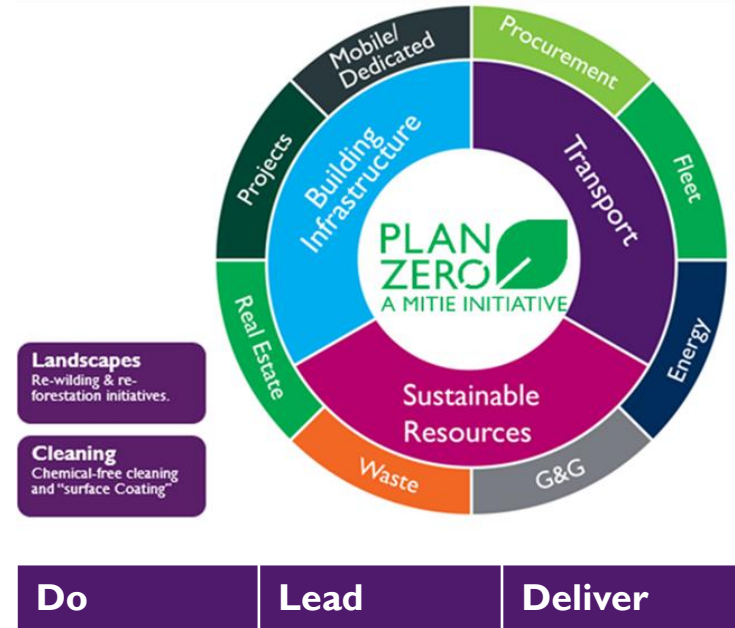 Mobile/
Dedicated
Procurement
Projects
Building
Infrastructure
Transport
Fleet
PLAN
ZERO
A MITIE INITIATIVE
Real Estate
Energy
Landscapes
Re-wilding & re-
forestation initiatives.
Sustainable
Resources
Cleaning
Chemical-free cleaning
and “surface Coating”
Waste
G&G
Do
Lead
Deliver